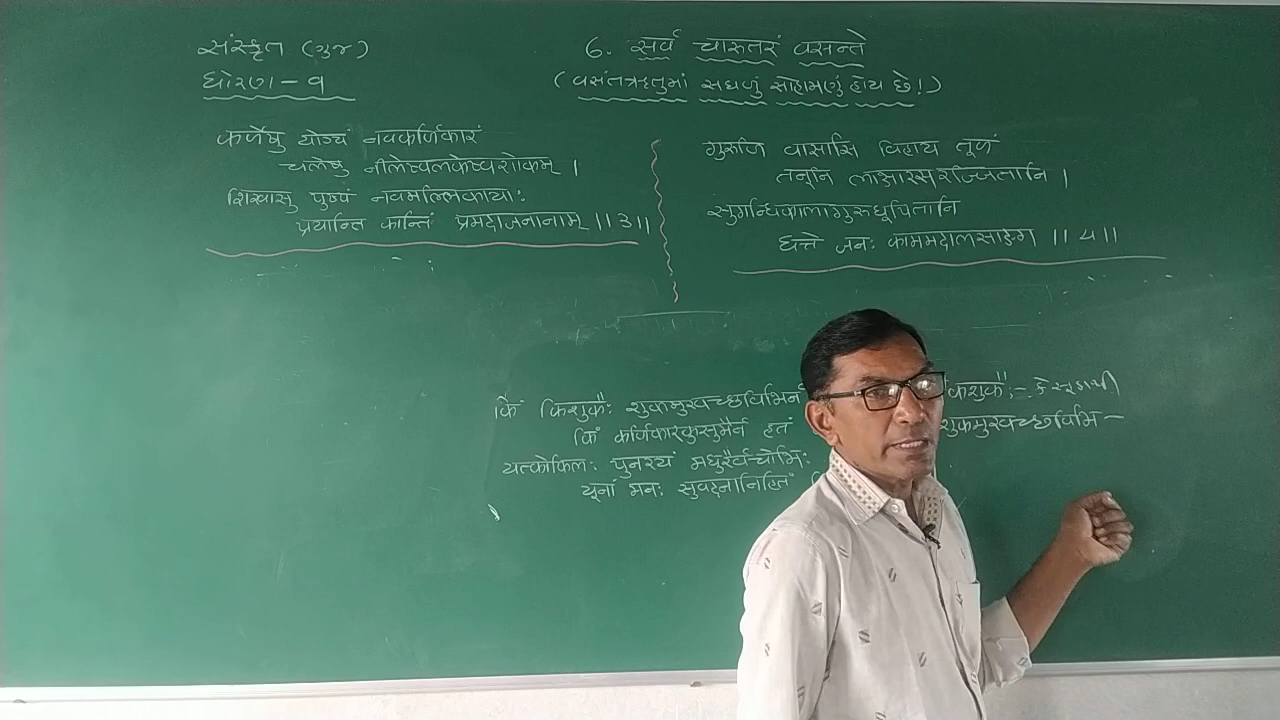 संस्कृत (ગુજ)
ધોરણ – ૧
6. सर्वं चारुतरं वसन्ते
(વસંતઋતુમાં સઘળું સોહામણું હોય છે!)
कर्णेषु योग्यं नवकर्णिकारं
चलेषु नीलेष्वलकेष्वशोकम् ।
शिखासु पुष्पं नवमल्लिकायाः
प्रयान्ति कान्तिं प्रमदाजनानाम् ॥३॥
गुरुणि वासांसि विहाय तूर्णं
तनूनि लाक्षारसरञ्जितानि ।
सुगन्धिकालागुरुधूपितानि
धत्ते जनः काममदालसाङ्ग ॥४॥
किं किंशुकैः शुकमुखच्छविभिर्न
किं कर्णिकारकुसुमैर्न हतं
यत्कोकिलः पुनरयं मधुरैर्वचोभिः
यूनां मनः सुवदनानिहितं
किंशुकैः – કેસૂડાથી
शुकमुखच्छविभि –